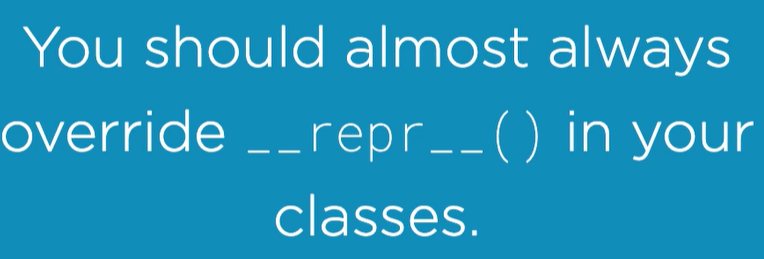 You should almost always
override __repr__() in your
classes.